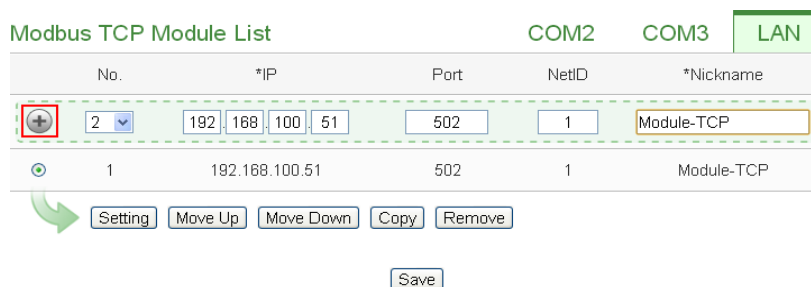 Modbus TCP Module List COM2 COM3 LAN
No. *IP Port NetID *Nickname
2 192 . 168 . 100 . 51 502 1 Module-TCP
1 192.168.100.51 502 1 Module-TCP
Setting Move Up Move Down Copy Remove
Save